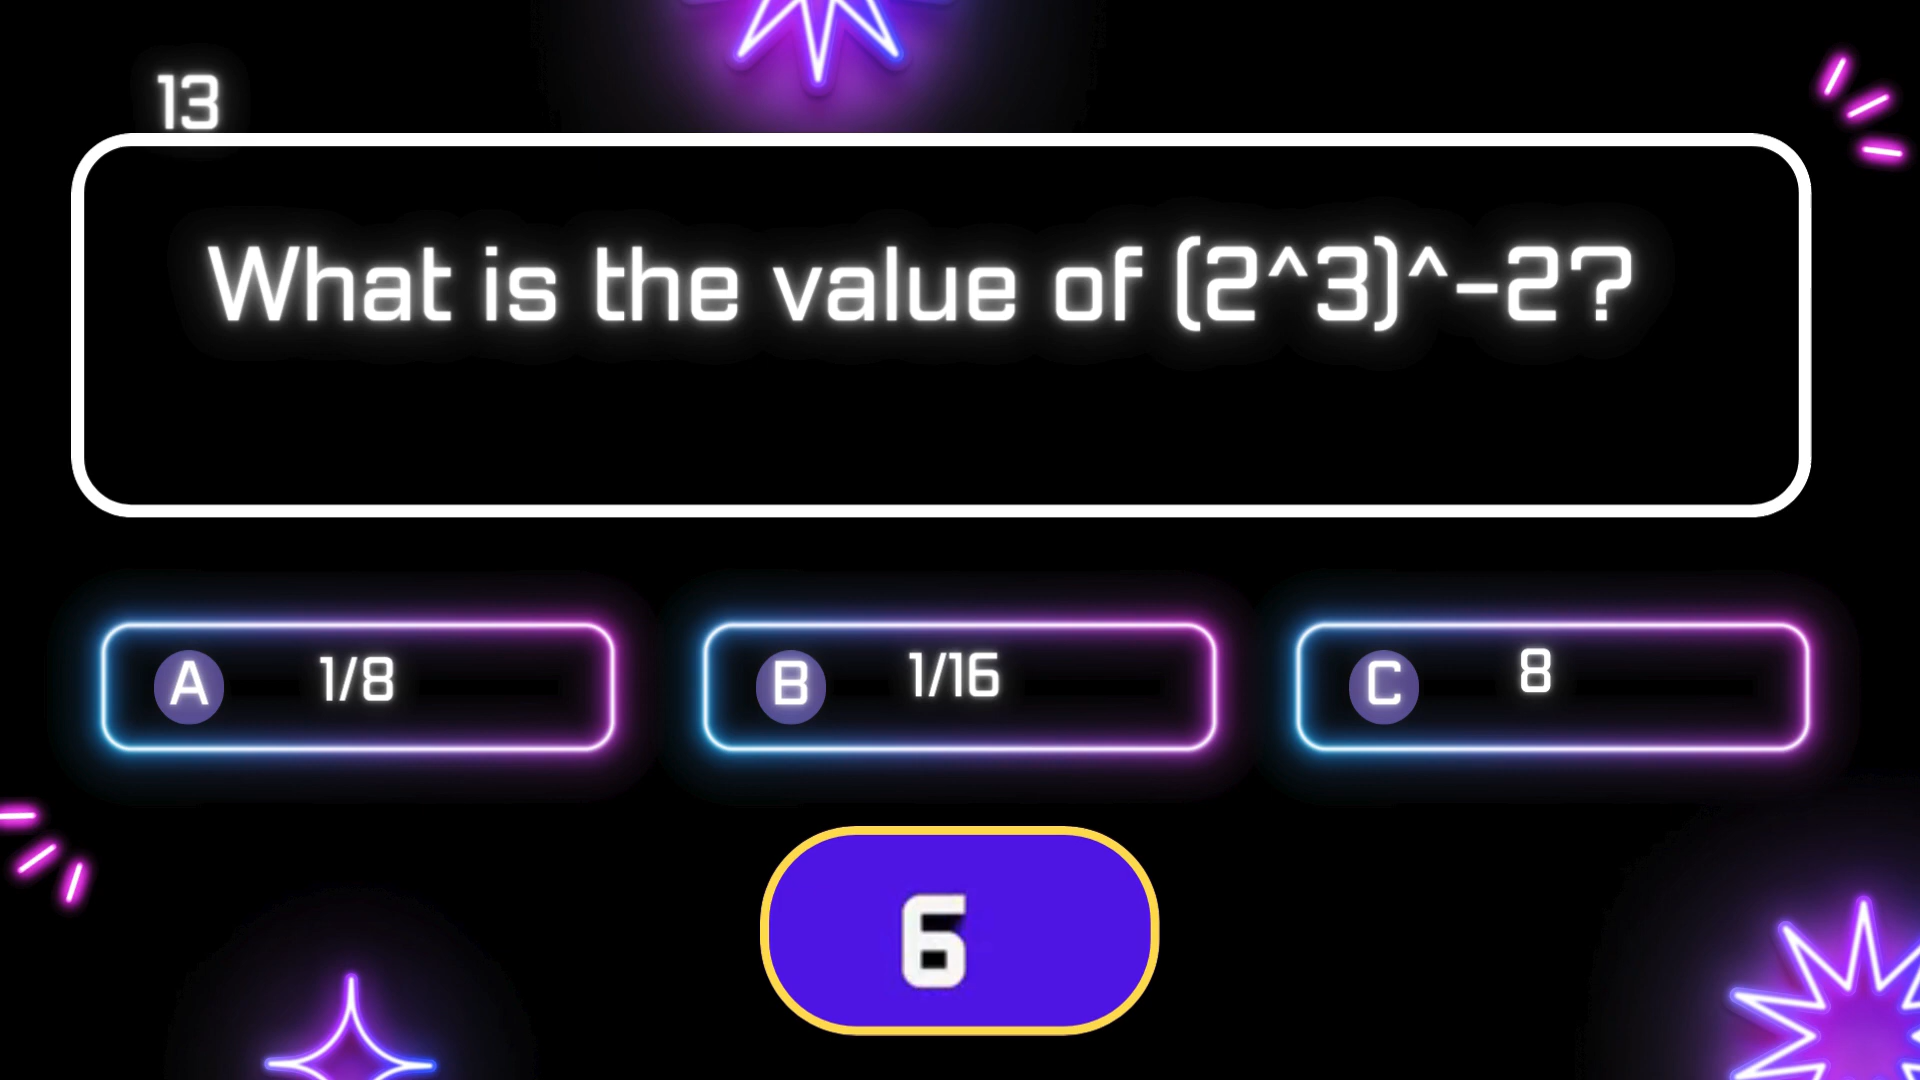 13
What is the value of (2^3)^-2?
A 1/8
B 1/16
C 8
6